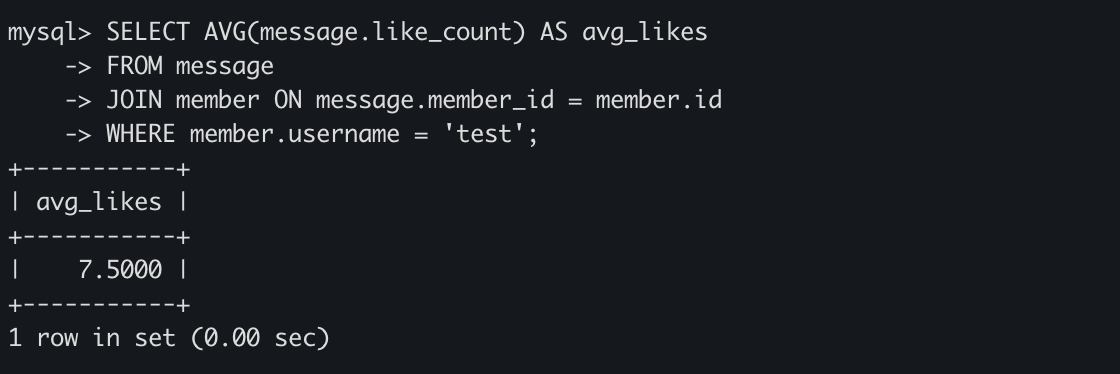 mysql> SELECT AVG(message.like_count) AS avg_likes
    -> FROM message
    -> JOIN member ON message.member_id = member.id
    -> WHERE member.username = 'test';
+-----------+
| avg_likes |
+-----------+
|    7.5000 |
+-----------+
1 row in set (0.00 sec)